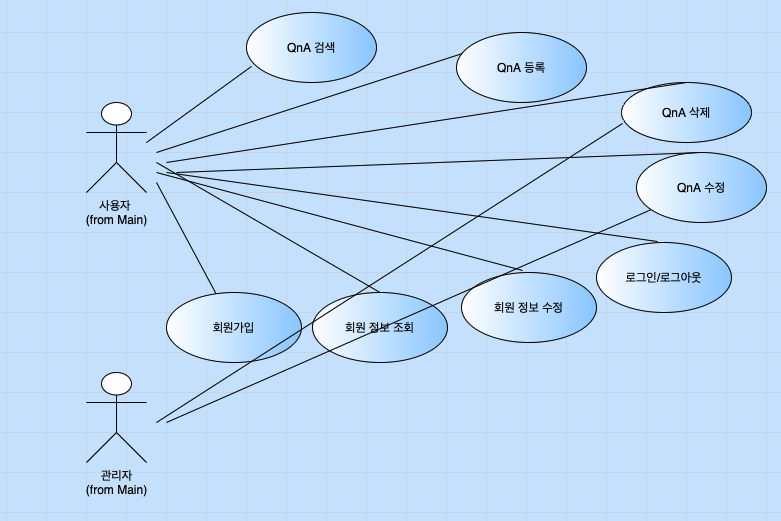 QnA 검색
QnA 등록
QnA 삭제
QnA 수정
사용자
(from Main)
로그인/로그아웃
회원 정보 수정
회원가입
회원 정보 조회
관리자
(from Main)